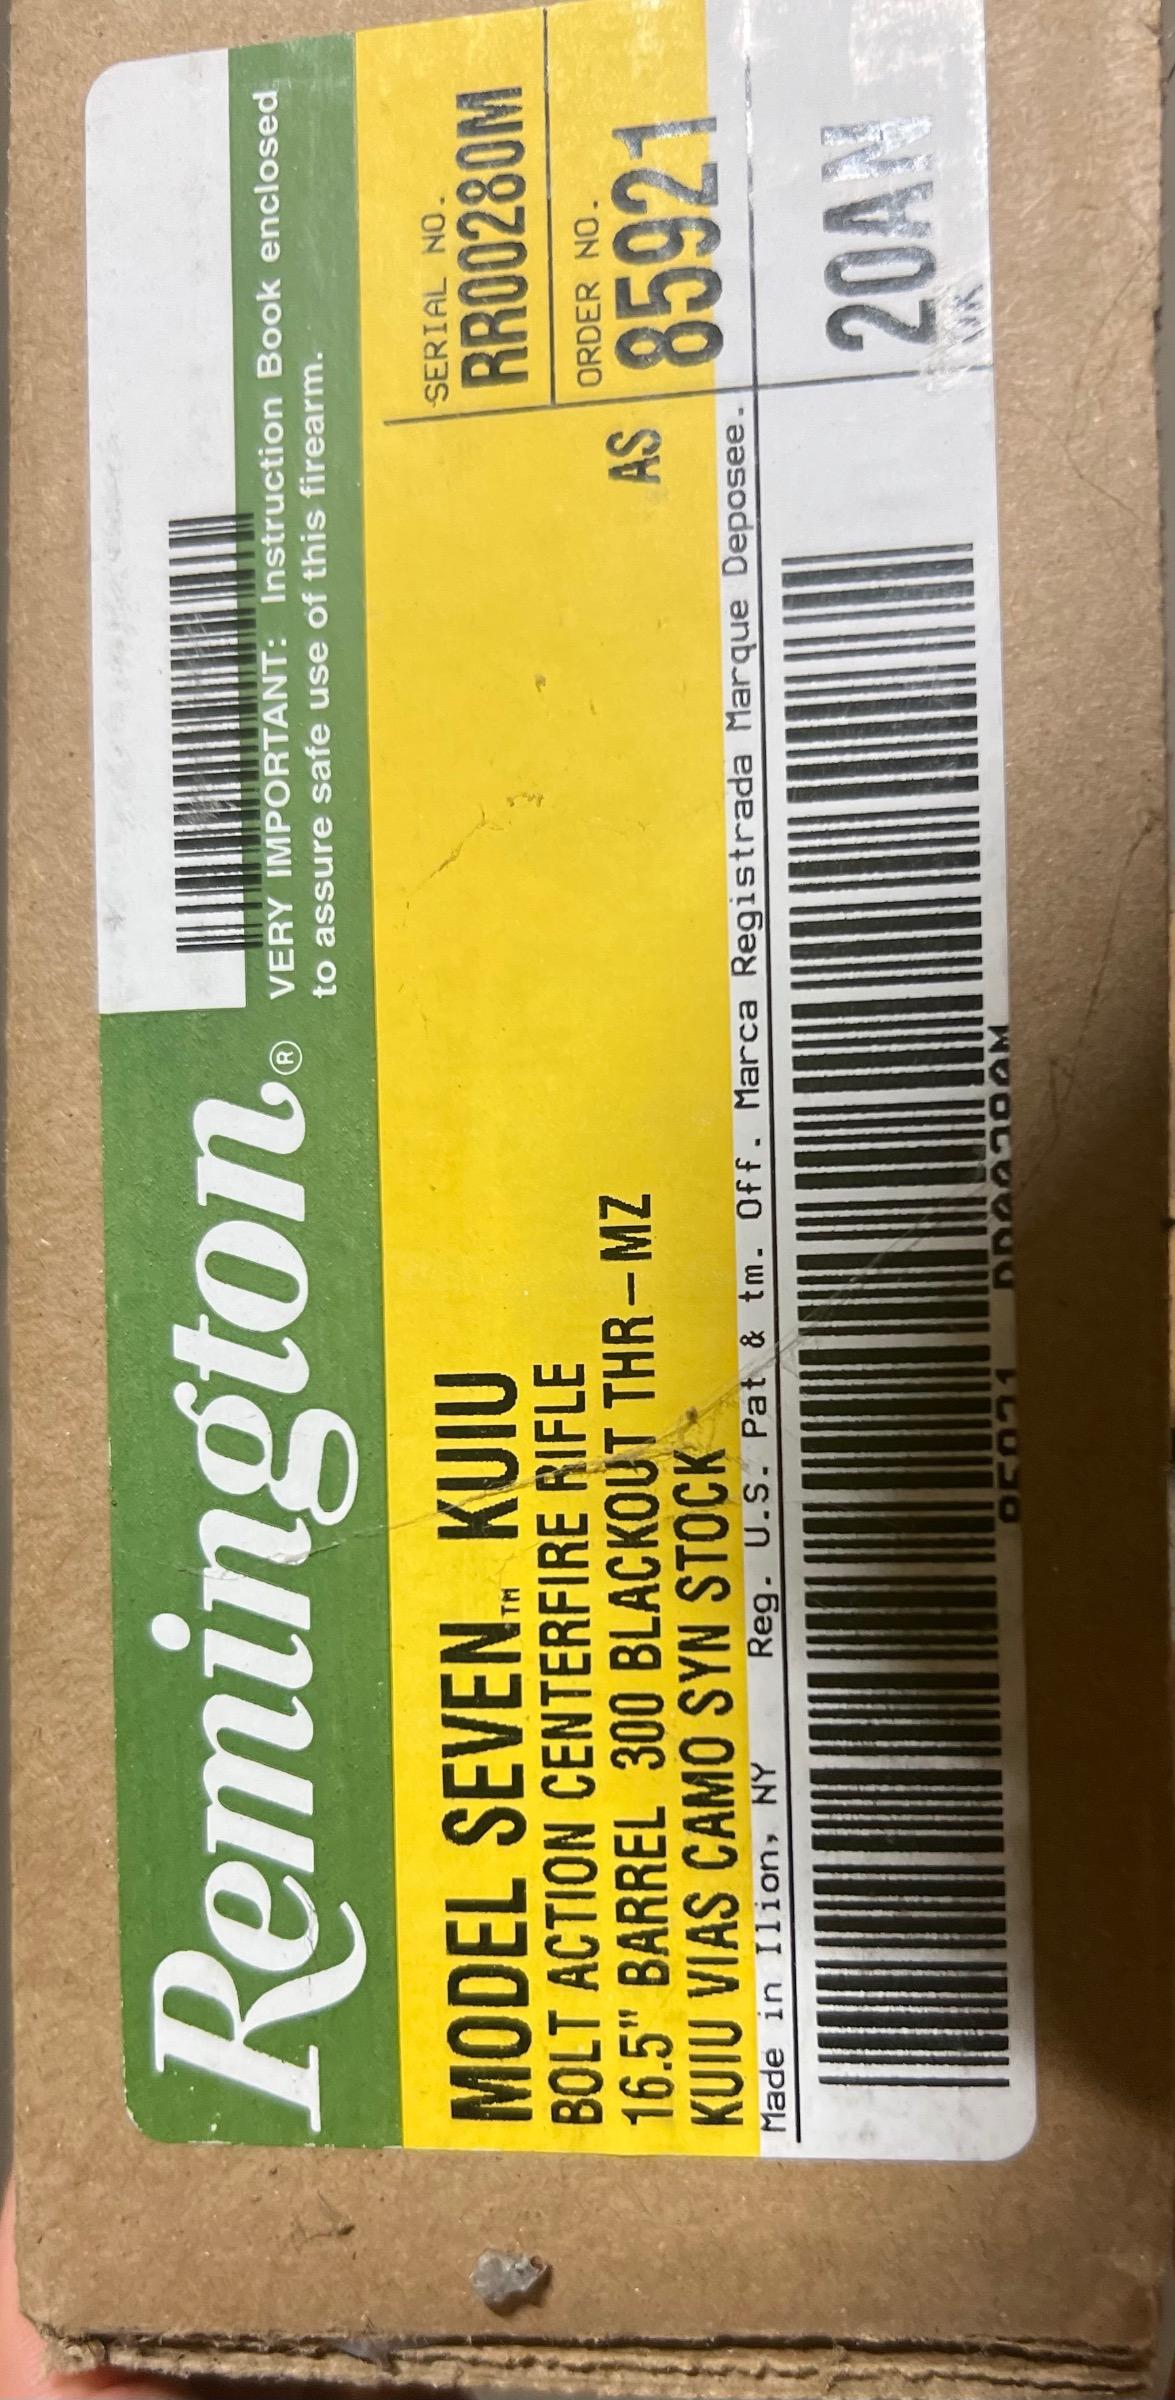 Remington®
VERY IMPORTANT: Instruction Book enclosed
to assure safe use of this firearm.
MODEL SEVEN™ KUIU
BOLT ACTION CENTERFIRE RIFLE
16.5" BARREL 300 BLACKOUT THR-MZ
KUIU VIAS CAMO SYN STOCK
SERIAL NO.
RR00280M
ORDER NO.
AS 85921
Made in Ilion, NY Reg. U.S. Pat & tm. Off. Marca Registrada Marque Deposee.
20AN
85921 RR00280M